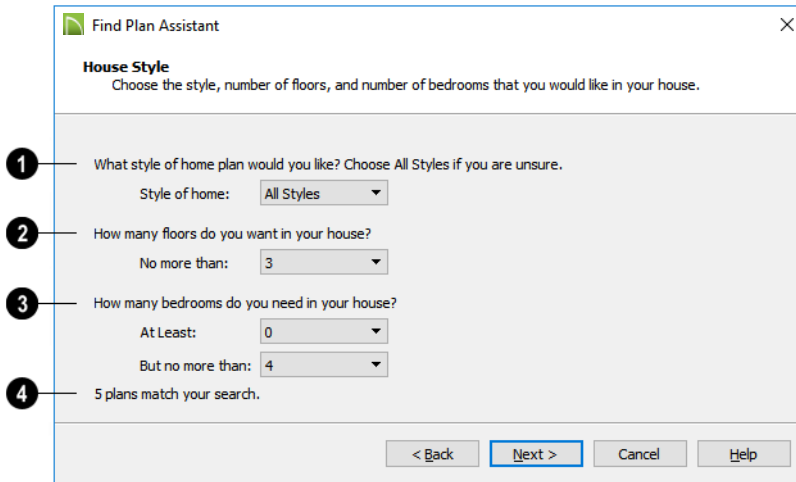 Find Plan Assistant
House Style
Choose the style, number of floors, and number of bedrooms that you would like in your house.
1 What style of home plan would you like? Choose All Styles if you are unsure.
Style of home: All Styles
2 How many floors do you want in your house?
No more than: 3
3 How many bedrooms do you need in your house?
At Least: 0
But no more than: 4
4 5 plans match your search.
< Back Next > Cancel Help